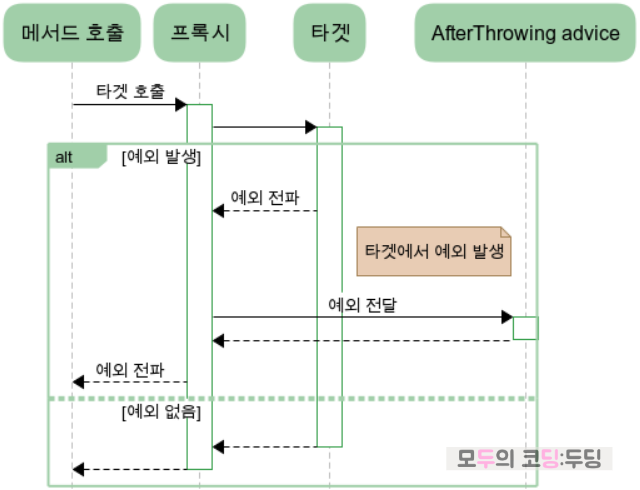 메서드 호출
프록시
타겟
AfterThrowing advice
타겟 호출
alt
[예외 발생]
예외 전파
타겟에서 예외 발생
예외 전달
예외 전파
[예외 없음]
모두의 코딩:두딩